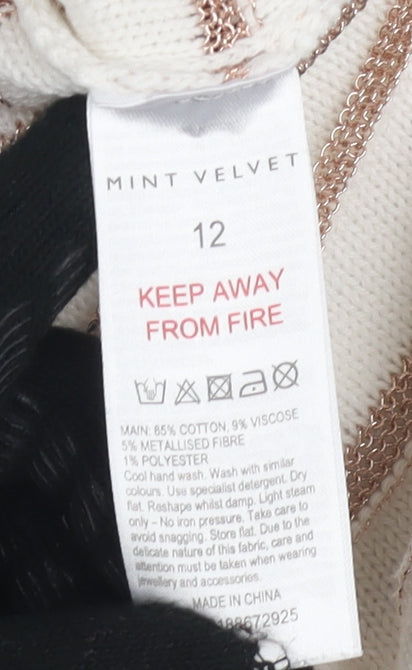 MINT VELVET
12
KEEP AWAY
FROM FIRE
MAIN: 85% COTTON, 9% VISCOSE
5% METALLISED FIBRE
1% POLYESTER
Cool hand wash. Wash with similar
colours. Use specialist detergent. Dry
flat. Reshape whilst damp. Light steam
only – No iron pressure. Take care to
avoid snagging. Store flat. Due to the
delicate nature of this fabric, care and
attention must be taken when wearing
jewellery and accessories.
MADE IN CHINA